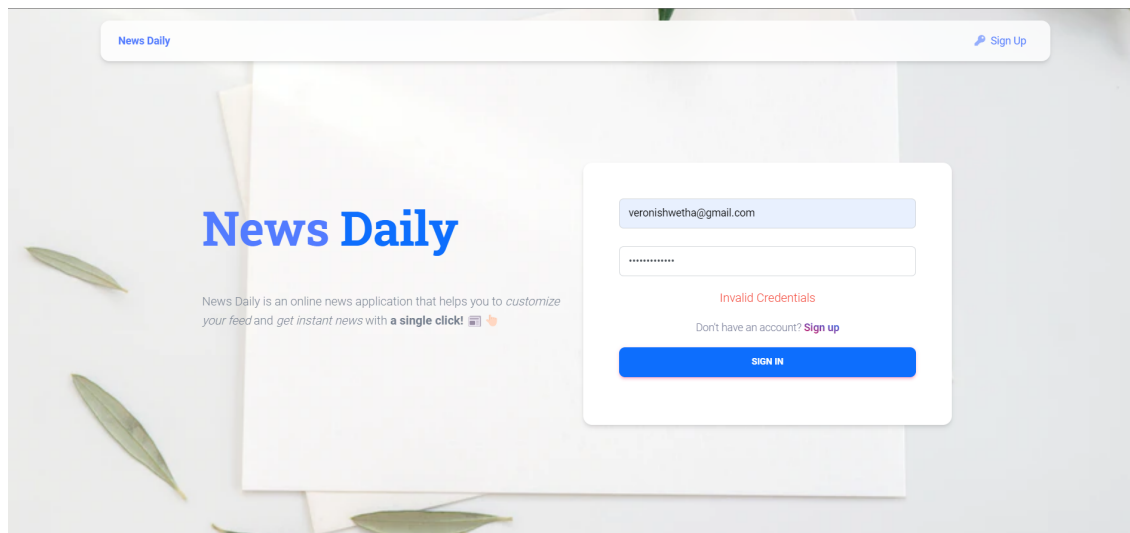 News Daily
🔑 Sign Up
News Daily
News Daily is an online news application that helps you to customize
your feed and get instant news with a single click! 📰 👆🏻
veronishwetha@gmail.com
•••••••••••••
Invalid Credentials
Don't have an account? Sign up
SIGN IN